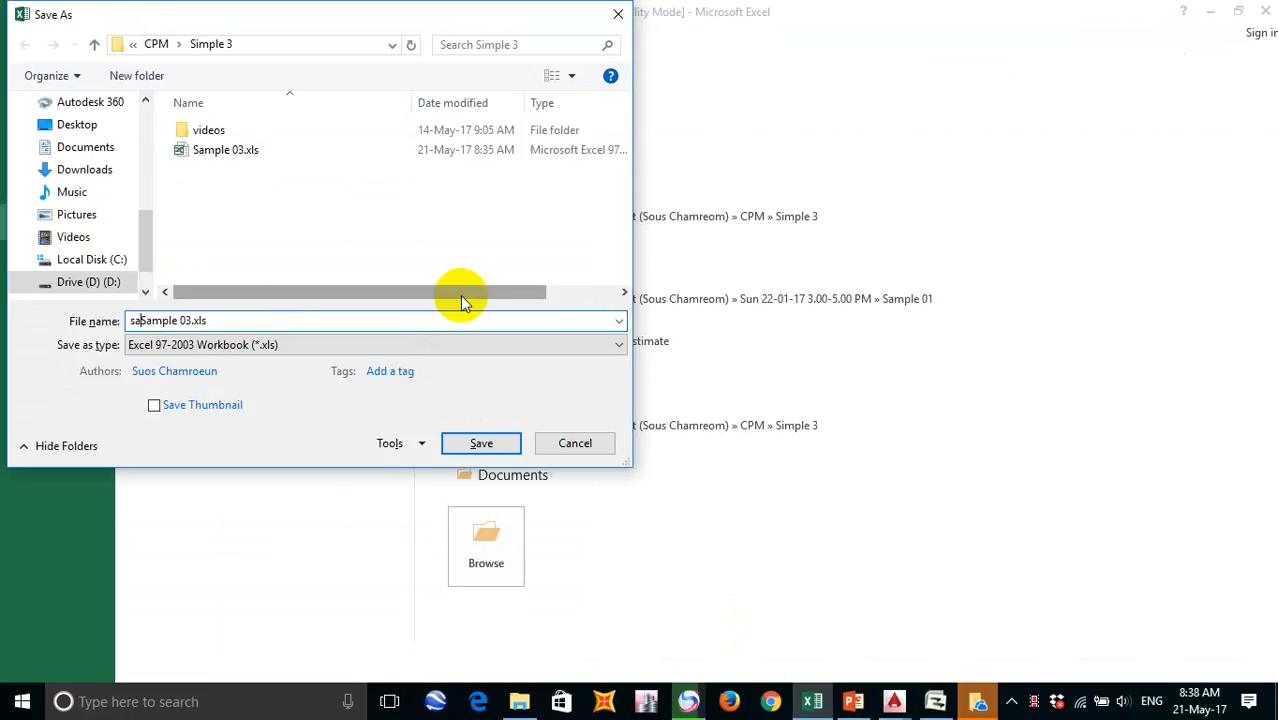 Save As
lity Mode] - Microsoft Excel
?
Sign in
« CPM > Simple 3
Search Simple 3
Organize
New folder
?
Name
Date modified
Type
Autodesk 360
Desktop
Documents
Downloads
Music
Pictures
Videos
Local Disk (C:)
Drive (D) (D:)
videos
14-May-17 9:05 AM
File folder
Sample 03.xls
21-May-17 8:35 AM
Microsoft Excel 97...
File name:
saSample 03.xls
Save as type:
Excel 97-2003 Workbook (*.xls)
Authors:
Suos Chamroeun
Tags:
Add a tag
Save Thumbnail
Hide Folders
Tools
Save
Cancel
t (Sous Chamreom) » CPM » Simple 3
t (Sous Chamreom) » Sun 22-01-17 3.00-5.00 PM » Sample 01
stimate
t (Sous Chamreom) » CPM » Simple 3
Documents
Browse
Type here to search
ENG
8:38 AM
21-May-17